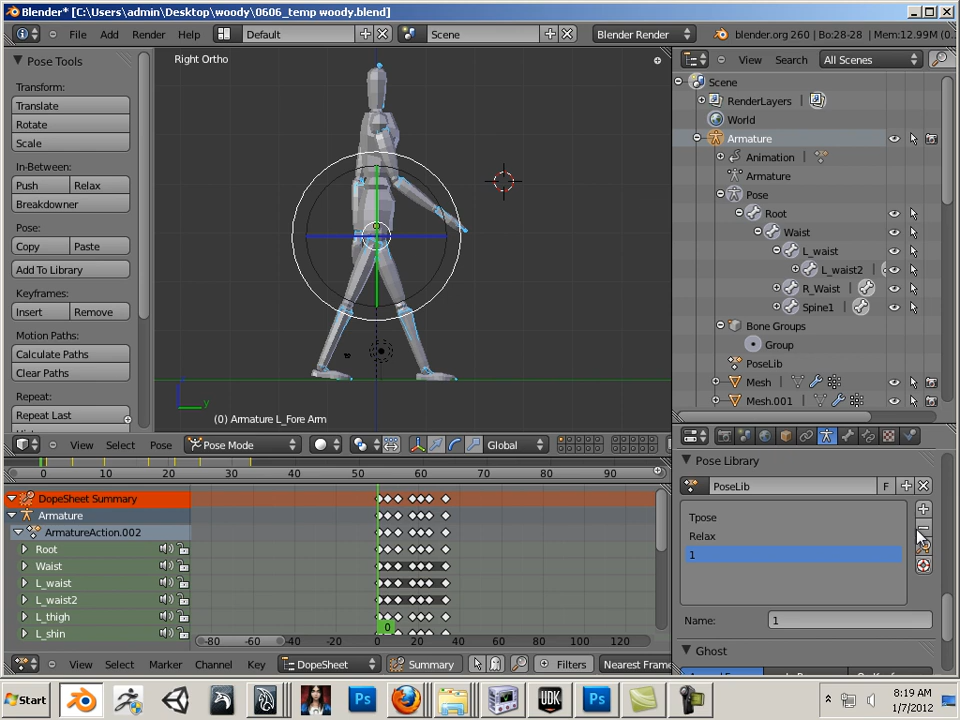 Blender* [C:\Users\admin\Desktop\woody\0606_temp woody.blend]
File Add Render Help Default Scene Blender Render blender.org 260 | Bo:28-28 | Mem:12.99M (0.
Pose Tools
Transform:
Translate
Rotate
Scale
In-Between:
Push Relax
Breakdowner
Pose:
Copy Paste
Add To Library
Keyframes:
Insert Remove
Motion Paths:
Calculate Paths
Clear Paths
Repeat:
Repeat Last
Right Ortho
y
(0) Armature L_Fore Arm
View Select Pose Pose Mode Global
View Search All Scenes
Scene
RenderLayers
World
Armature
Animation
Armature
Pose
Root
Waist
L_waist
L_waist2
R_Waist
Spine1
Bone Groups
Group
PoseLib
Mesh
Mesh.001
0 10 20 30 40 50 60 70 80 90
DopeSheet Summary
Armature
ArmatureAction.002
Root
Waist
L_waist
L_waist2
L_thigh
L_shin
0
-80 -60 -40 -20 0 20 40 60 80 100 120
View Select Marker Channel Key DopeSheet Summary Filters Nearest Frame
Pose Library
PoseLib F
Tpose
Relax
1
Name: 1
Ghost
Start
Ps
UDK
Ps
8:19 AM
1/7/2012